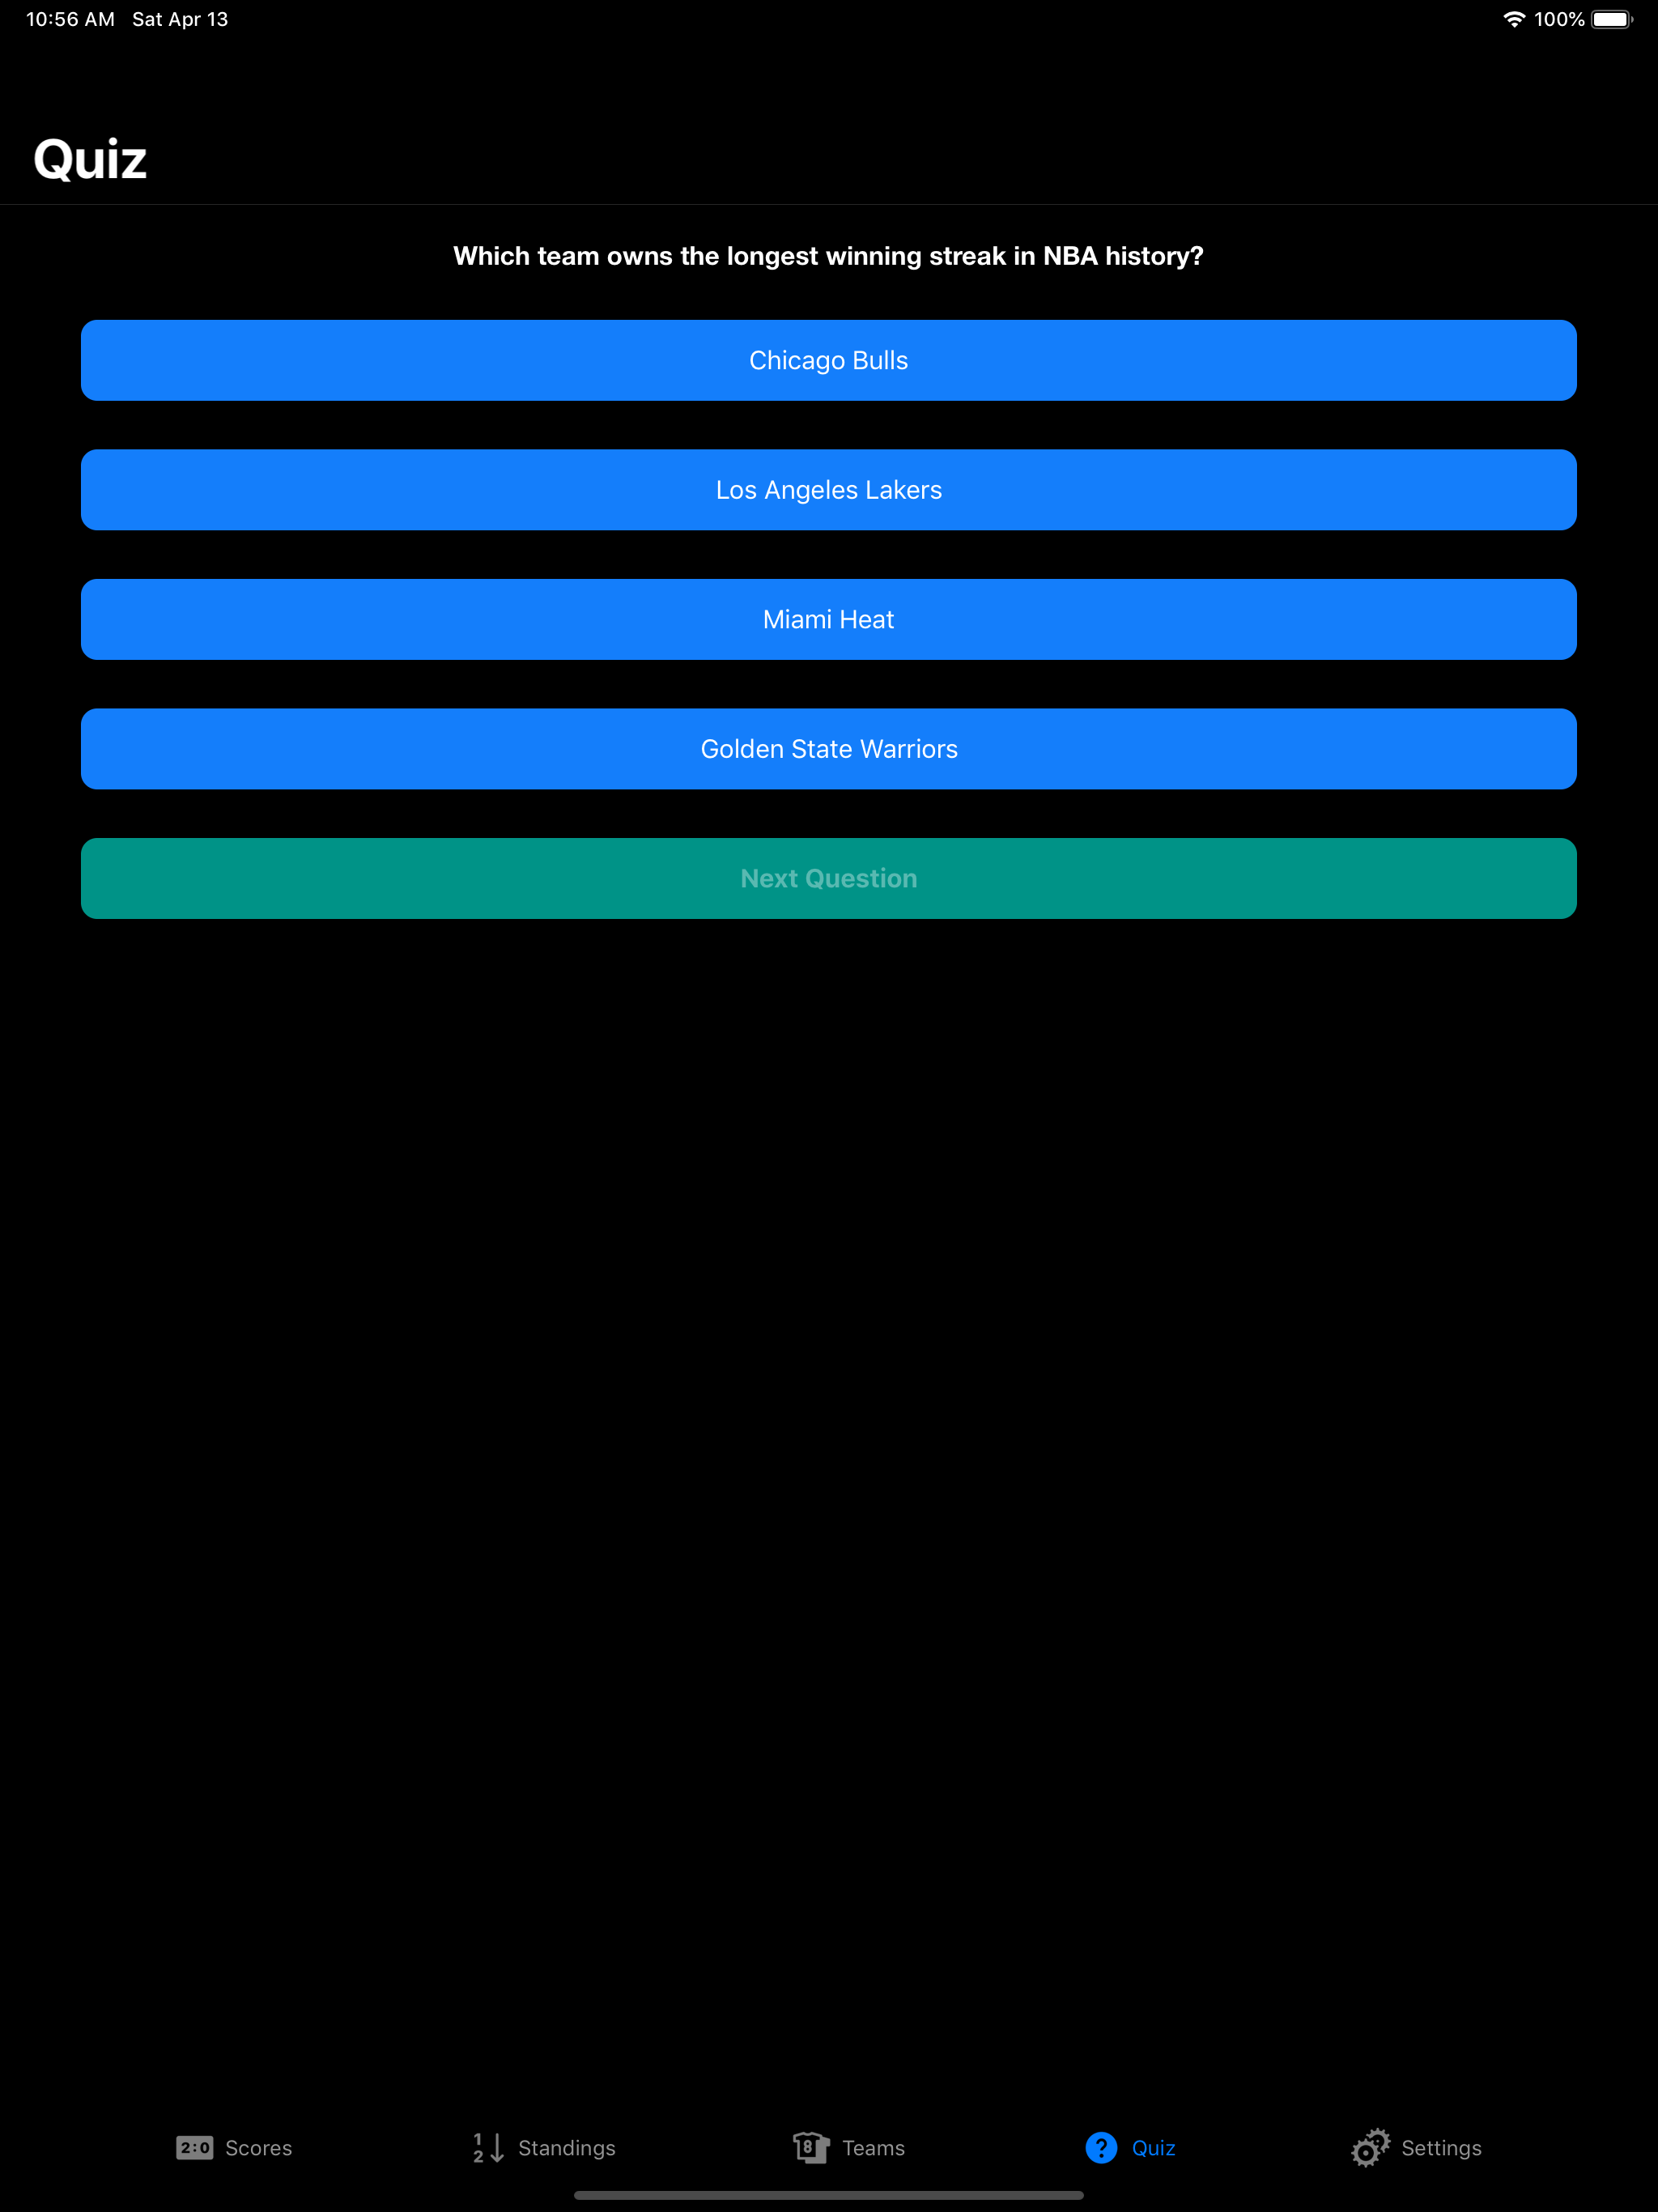 10:56 AM Sat Apr 13
100%
Quiz
Which team owns the longest winning streak in NBA history?
Chicago Bulls
Los Angeles Lakers
Miami Heat
Golden State Warriors
Next Question
2:0 Scores
1 2 Standings
8 Teams
? Quiz
Settings